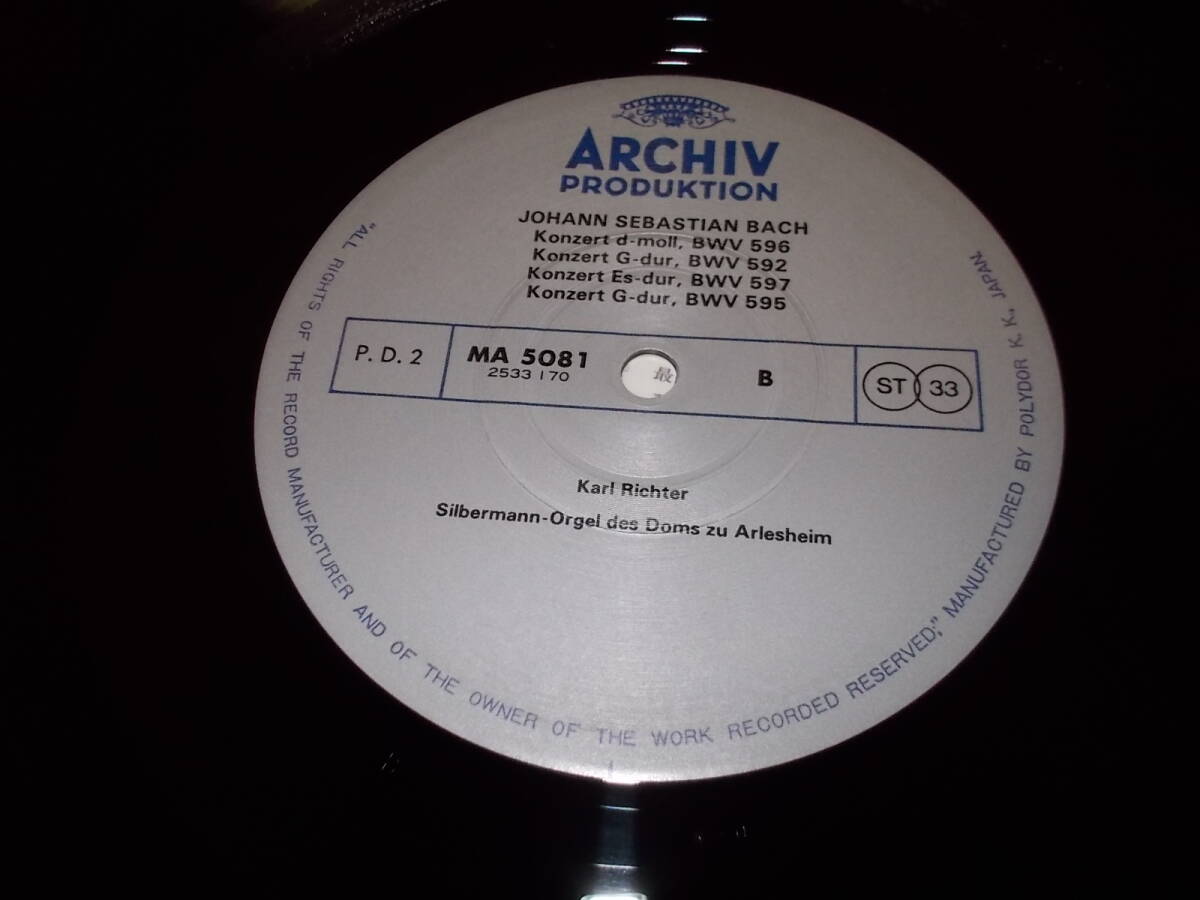 ARCHIV
PRODUKTION
JOHANN SEBASTIAN BACH
Konzert d-moll, BWV 596
Konzert G-dur, BWV 592
Konzert Es-dur, BWV 597
Konzert G-dur, BWV 595
P. D. 2
MA 5081
2533 170
最
B
ST 33
Karl Richter
Silbermann-Orgel des Doms zu Arlesheim
"ALL RIGHTS OF THE RECORD MANUFACTURER AND OF THE OWNER OF THE WORK RECORDED RESERVED;" MANUFACTURED BY POLYDOR K. K., JAPAN.